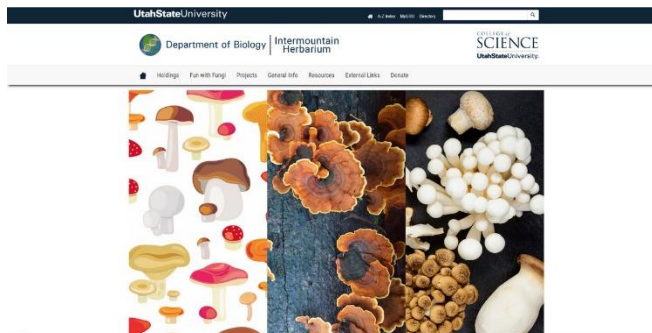 UtahStateUniversity
A-Z Index MyUSU Directory
Department of Biology
Intermountain
Herbarium
COLLEGE of
SCIENCE
UtahStateUniversity.
Holdings Fun with Fungi Projects General Info Resources External Links Donate